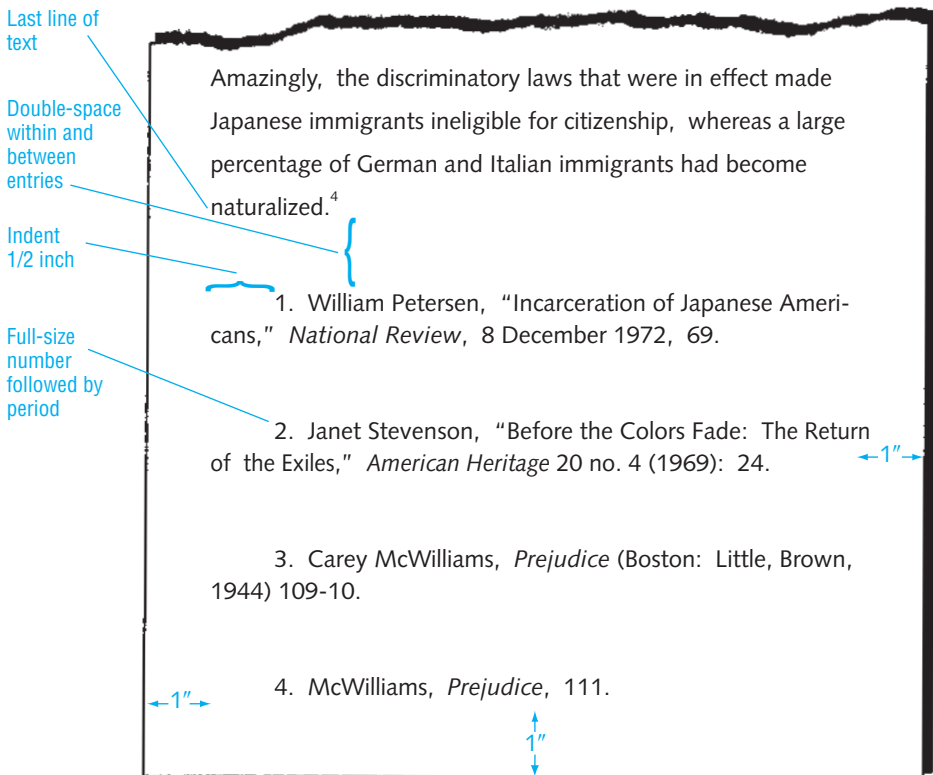 Last line of
text
Double-space
within and
between
entries
Indent
1/2 inch
Full-size
number
followed by
period
Amazingly, the discriminatory laws that were in effect made
Japanese immigrants ineligible for citizenship, whereas a large
percentage of German and Italian immigrants had become
naturalized.4
1. William Petersen, “Incarceration of Japanese Ameri-
cans,” National Review, 8 December 1972, 69.
2. Janet Stevenson, “Before the Colors Fade: The Return
of the Exiles,” American Heritage 20 no. 4 (1969): 24.
1″
3. Carey McWilliams, Prejudice (Boston: Little, Brown,
1944) 109-10.
4. McWilliams, Prejudice, 111.
1″
1″